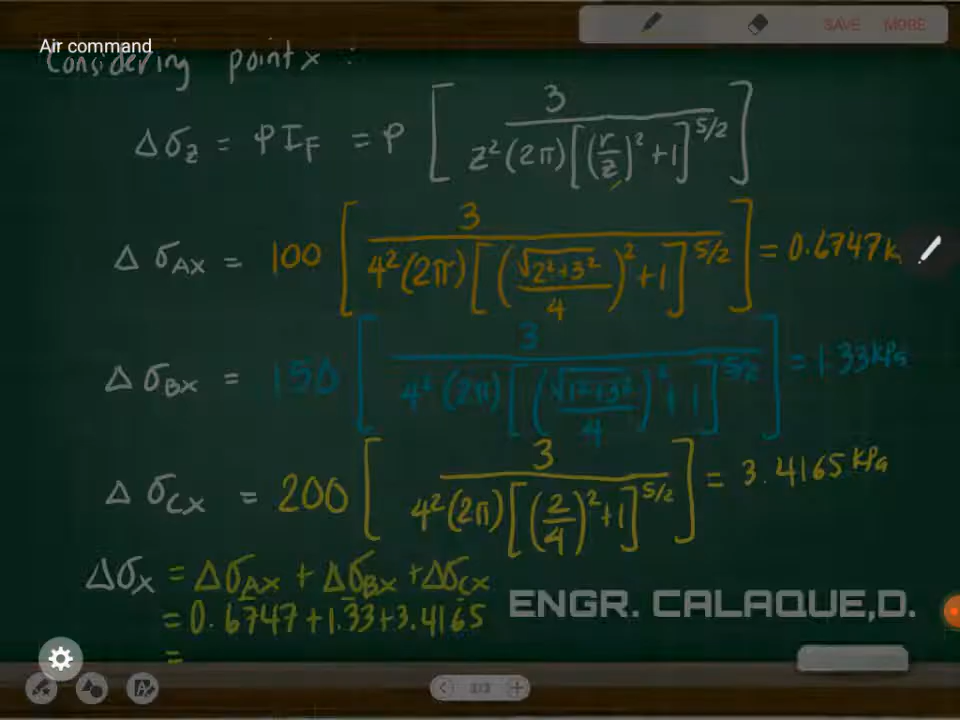 Air command
SAVE MORE
Considering point x :
Δσz = P IF = P [ 3 / z²(2π)[(r/z)²+1]^5/2 ]
ΔσAX = 100 [ 3 / 4²(2π)[(√2²+3²/4)²+1]^5/2 ] = 0.6747k
ΔσBX = 150 [ 3 / 4²(2π)[(√1²+3²/4)²+1]^5/2 ] = 1.33 kPa
ΔσCX = 200 [ 3 / 4²(2π)[(2/4)²+1]^5/2 ] = 3.4165 kPa
Δσx = ΔσAX + ΔσBX + ΔσCX
= 0.6747 + 1.33 + 3.4165
=
ENGR. CALAQUE,D.